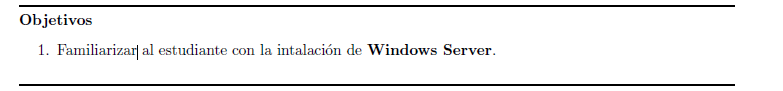 Objetivos
1. Familiarizar al estudiante con la intalación de Windows Server.